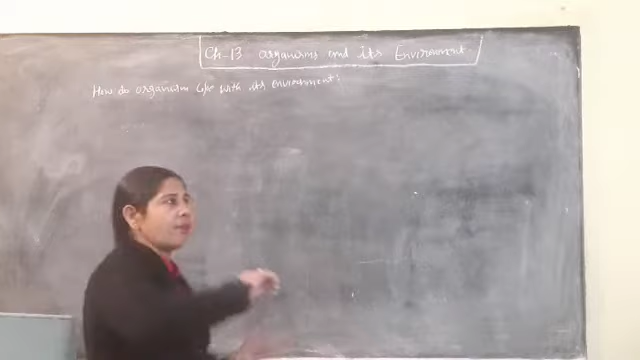 Ch-13 organisms and its Environment
How do organism cope with its environment?